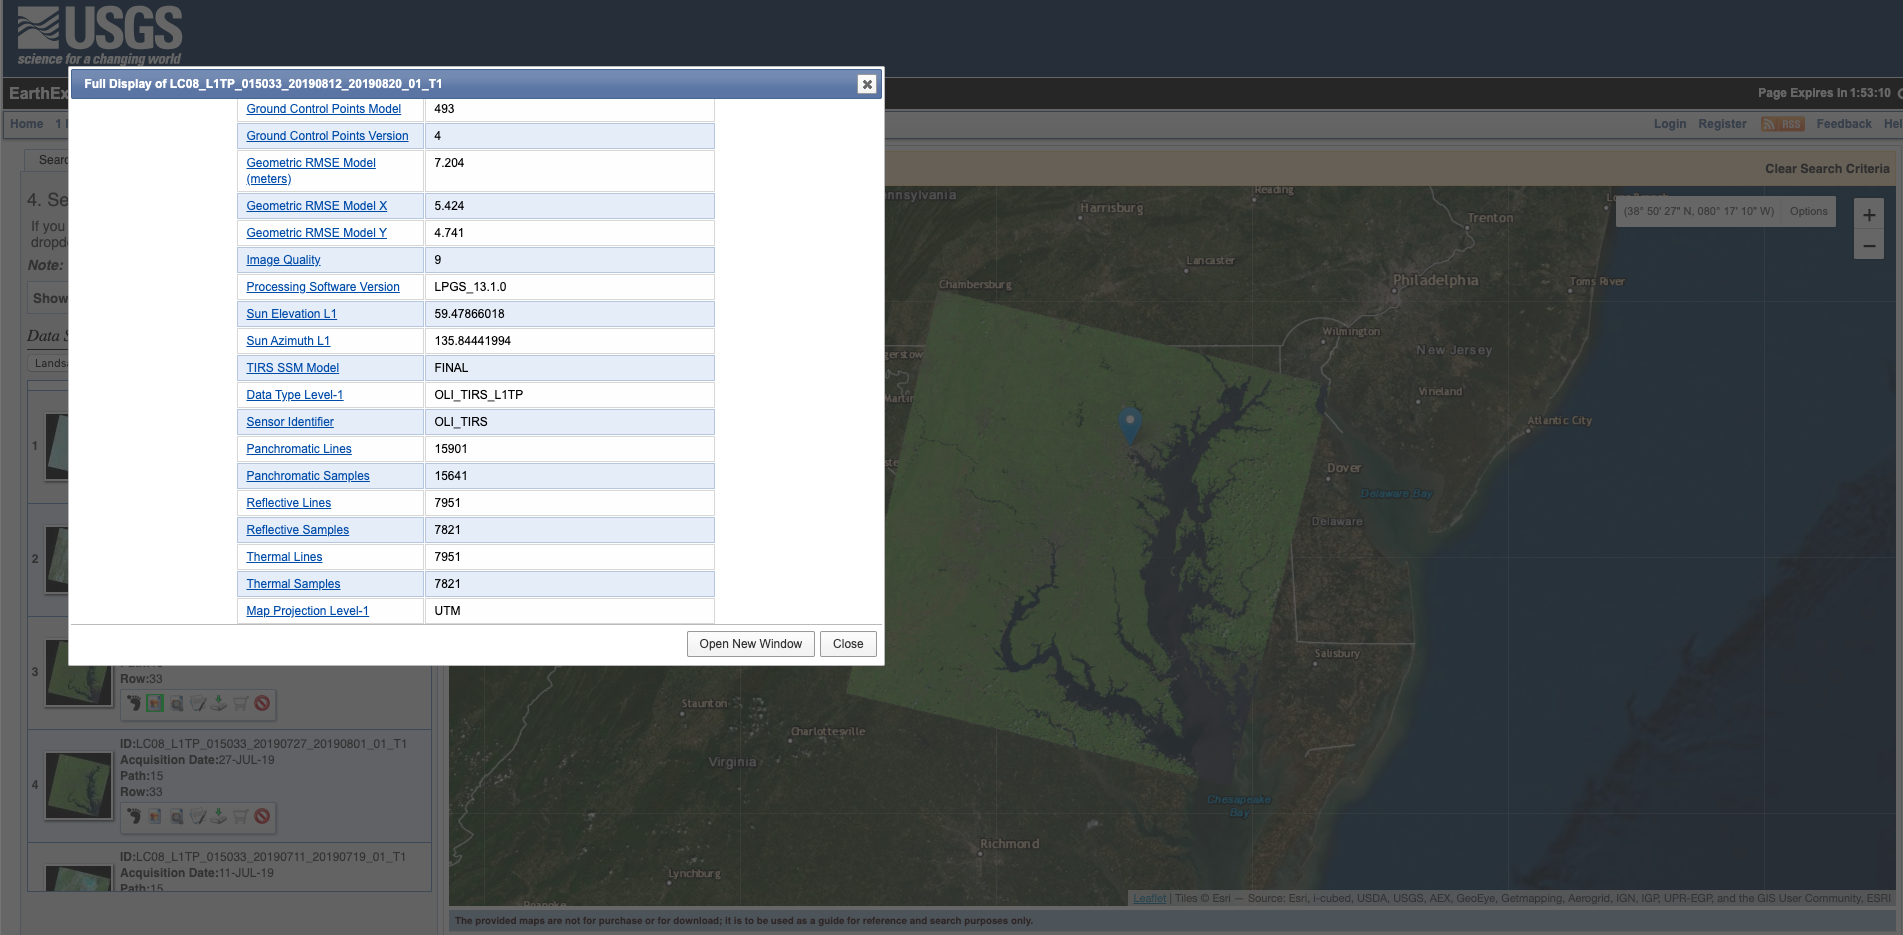 USGS
science for a changing world
Full Display of LC08_L1TP_015033_20190812_20190820_01_T1
EarthEx
Page Expires In 1:53:10
Home
Login Register RSS Feedback Hel
Clear Search Criteria
Ground Control Points Model 493
Ground Control Points Version 4
Geometric RMSE Model (meters) 7.204
Geometric RMSE Model X 5.424
Geometric RMSE Model Y 4.741
Image Quality 9
Processing Software Version LPGS_13.1.0
Sun Elevation L1 59.47866018
Sun Azimuth L1 135.84441994
TIRS SSM Model FINAL
Data Type Level-1 OLI_TIRS_L1TP
Sensor Identifier OLI_TIRS
Panchromatic Lines 15901
Panchromatic Samples 15641
Reflective Lines 7951
Reflective Samples 7821
Thermal Lines 7951
Thermal Samples 7821
Map Projection Level-1 UTM
Open New Window Close
Searc
4. Se
If you
dropd
Note:
Show
Data S
Lands
1
2
3
Row:33
4
ID:LC08_L1TP_015033_20190727_20190801_01_T1
Acquisition Date:27-JUL-19
Path:15
Row:33
ID:LC08_L1TP_015033_20190711_20190719_01_T1
Acquisition Date:11-JUL-19
Path:15
(38° 50' 27" N, 080° 17' 10" W) Options
+
−
nnsylvania
Reading
Harrisburg
Trenton
Lancaster
Philadelphia
Toms River
Chambersburg
Wilmington
New Jersey
gerstown
Martin
Vineland
Atlantic City
Dover
Delaware Bay
Delaware
Salisbury
Staunton
Charlottesville
Virginia
Chesapeake
Bay
Richmond
Lynchburg
Roanoke
Leaflet | Tiles © Esri — Source: Esri, i-cubed, USDA, USGS, AEX, GeoEye, Getmapping, Aerogrid, IGN, IGP, UPR-EGP, and the GIS User Community, ESRI
The provided maps are not for purchase or for download; it is to be used as a guide for reference and search purposes only.